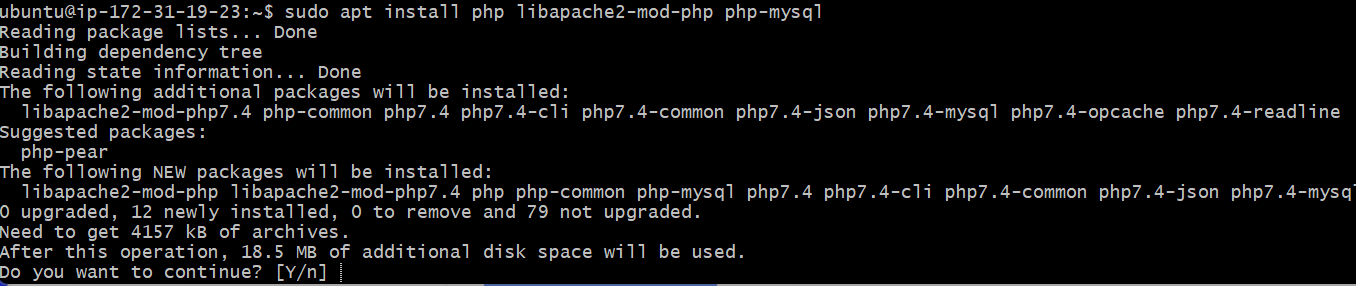 ubuntu@ip-172-31-19-23:~$ sudo apt install php libapache2-mod-php php-mysql
Reading package lists... Done
Building dependency tree
Reading state information... Done
The following additional packages will be installed:
  libapache2-mod-php7.4 php-common php7.4 php7.4-cli php7.4-common php7.4-json php7.4-mysql php7.4-opcache php7.4-readline
Suggested packages:
  php-pear
The following NEW packages will be installed:
  libapache2-mod-php libapache2-mod-php7.4 php php-common php-mysql php7.4 php7.4-cli php7.4-common php7.4-json php7.4-mysql
0 upgraded, 12 newly installed, 0 to remove and 79 not upgraded.
Need to get 4157 kB of archives.
After this operation, 18.5 MB of additional disk space will be used.
Do you want to continue? [Y/n]